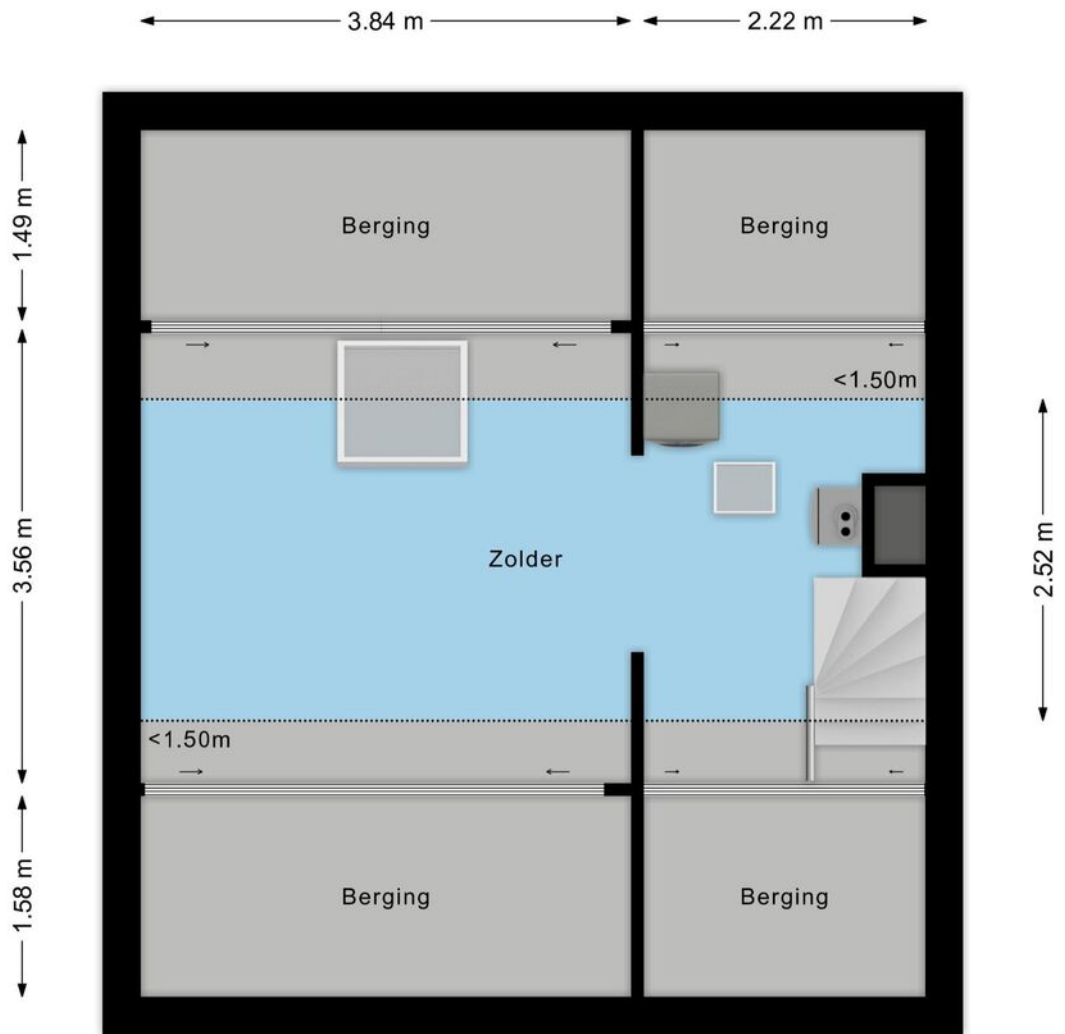 3.84 m
2.22 m
1.49 m
Berging
Berging
<1.50m
3.56 m
Zolder
2.52 m
<1.50m
1.58 m
Berging
Berging